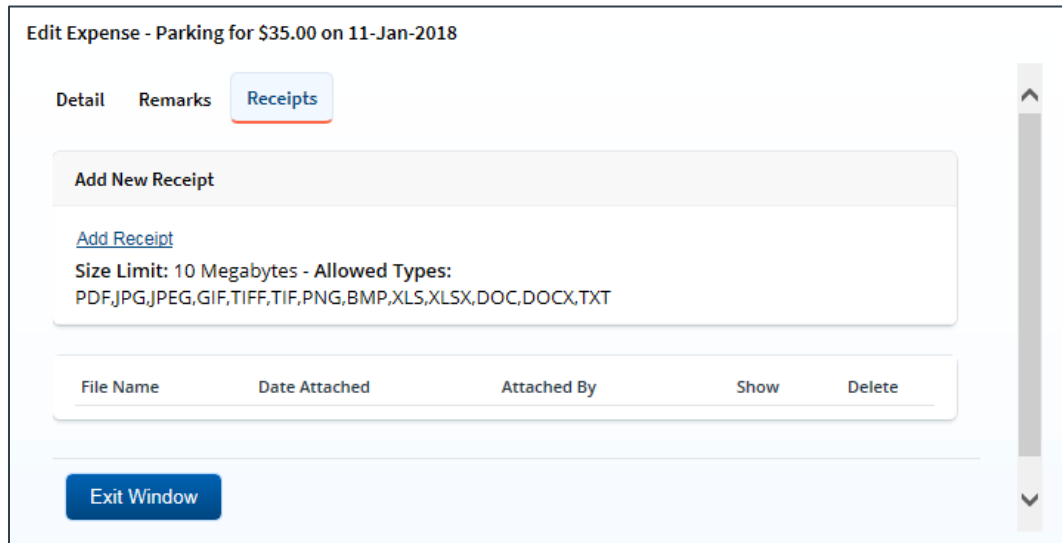 Edit Expense - Parking for $35.00 on 11-Jan-2018
Detail Remarks Receipts
Add New Receipt
Add Receipt
Size Limit: 10 Megabytes - Allowed Types:
PDF,JPG,JPEG,GIF,TIFF,TIF,PNG,BMP,XLS,XLSX,DOC,DOCX,TXT
File Name Date Attached Attached By Show Delete
Exit Window